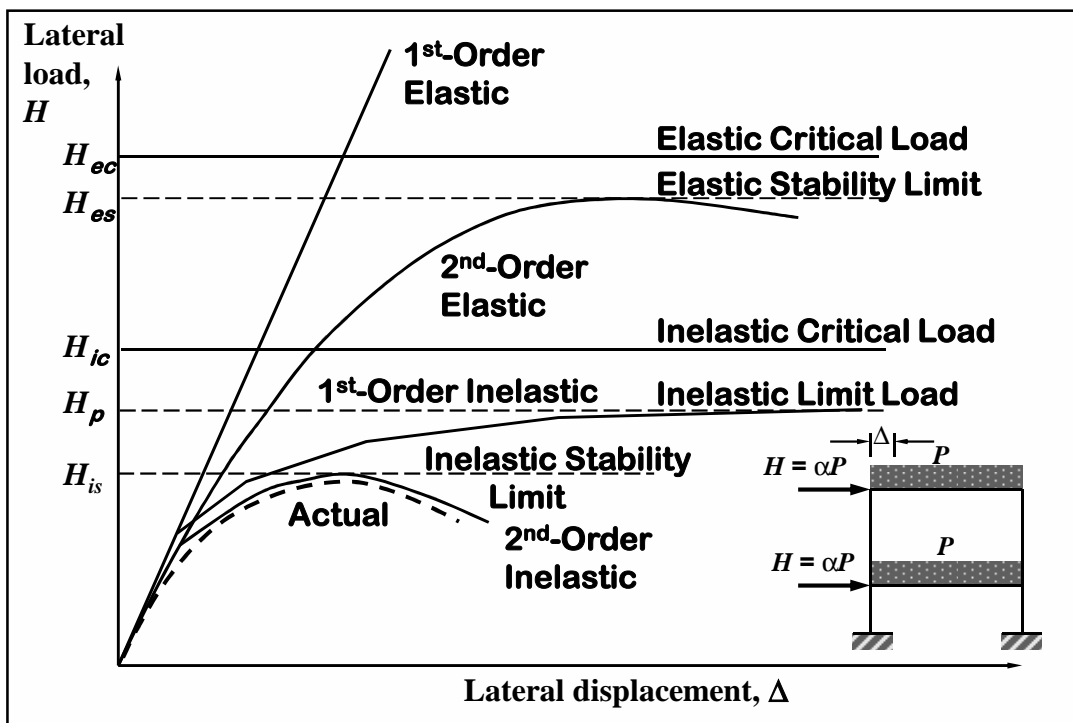 Lateral
load,
H
1st-Order
Elastic
Hec
Elastic Critical Load
Hes
Elastic Stability Limit
2nd-Order
Elastic
Hic
Inelastic Critical Load
1st-Order Inelastic
Hp
Inelastic Limit Load
His
Inelastic Stability
Limit
Actual
2nd-Order
Inelastic
Δ
P
H = αP
P
H = αP
Lateral displacement, Δ